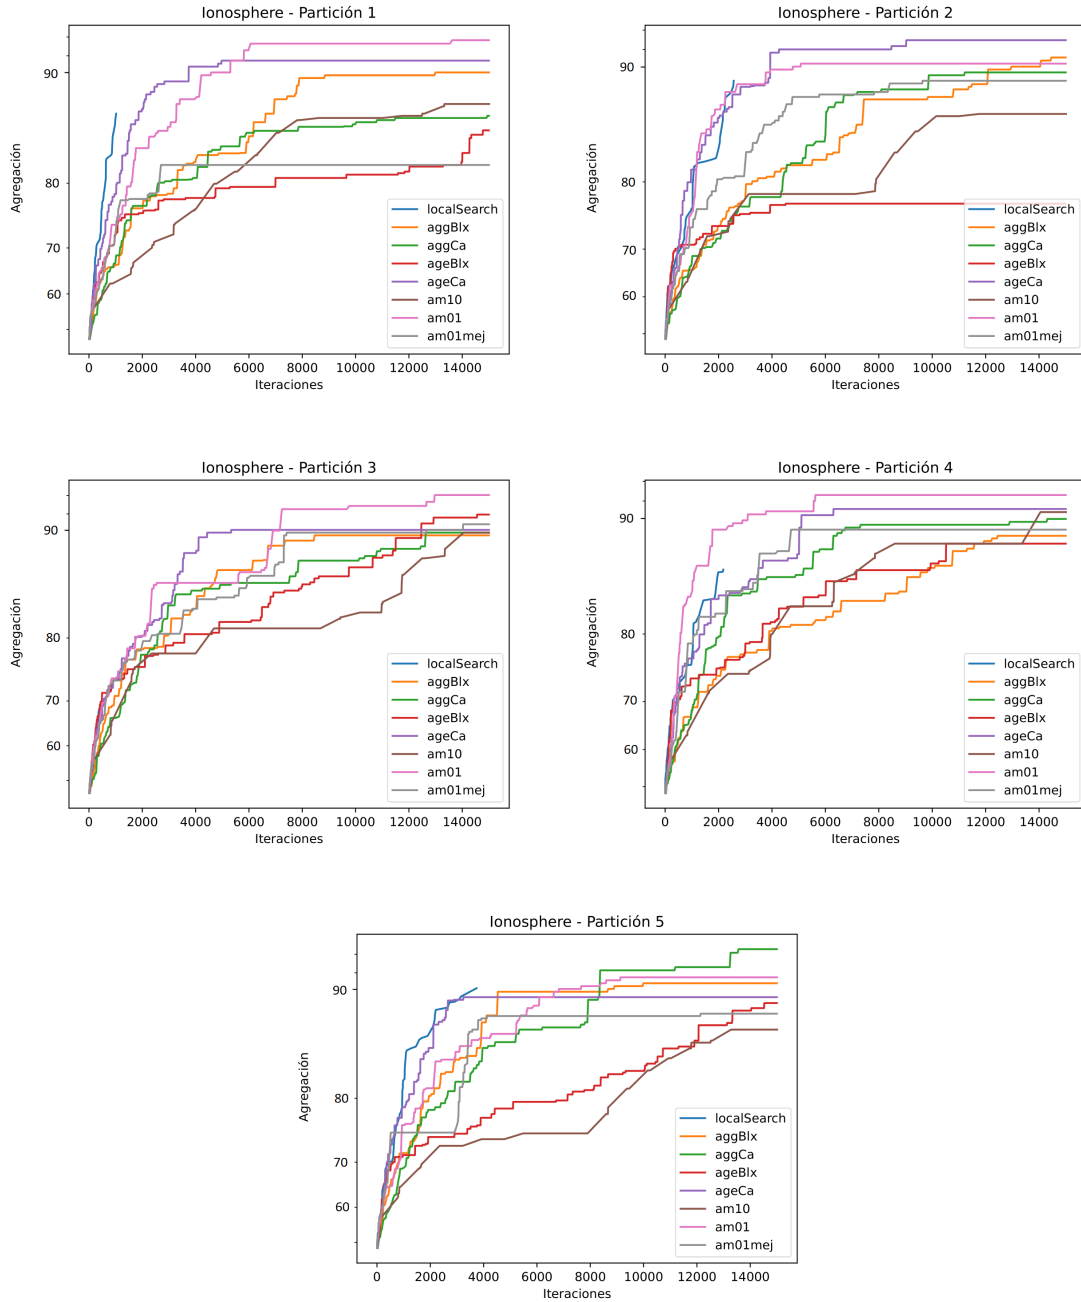 Ionosphere - Partición 1
Agregación
90
80
70
60
0 2000 4000 6000 8000 10000 12000 14000
Iteraciones
localSearch
aggBlx
aggCa
ageBlx
ageCa
am10
am01
am01mej
Ionosphere - Partición 2
Agregación
90
80
70
60
0 2000 4000 6000 8000 10000 12000 14000
Iteraciones
localSearch
aggBlx
aggCa
ageBlx
ageCa
am10
am01
am01mej
Ionosphere - Partición 3
Agregación
90
80
70
60
0 2000 4000 6000 8000 10000 12000 14000
Iteraciones
localSearch
aggBlx
aggCa
ageBlx
ageCa
am10
am01
am01mej
Ionosphere - Partición 4
Agregación
90
80
70
60
0 2000 4000 6000 8000 10000 12000 14000
Iteraciones
localSearch
aggBlx
aggCa
ageBlx
ageCa
am10
am01
am01mej
Ionosphere - Partición 5
Agregación
90
80
70
60
0 2000 4000 6000 8000 10000 12000 14000
Iteraciones
localSearch
aggBlx
aggCa
ageBlx
ageCa
am10
am01
am01mej